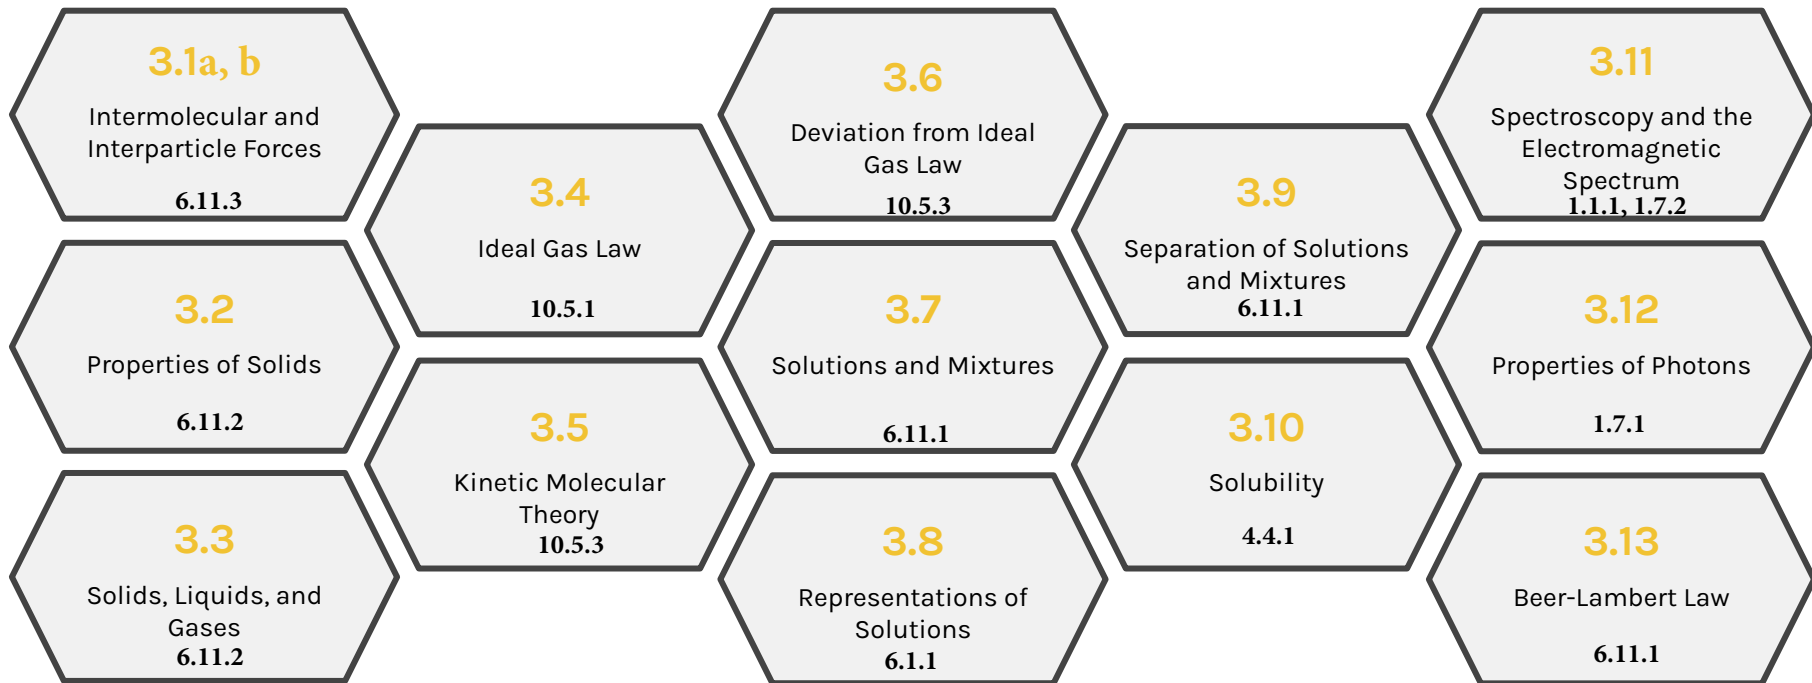 3.1a, b
Intermolecular and
Interparticle Forces
6.11.3
3.2
Properties of Solids
6.11.2
3.3
Solids, Liquids, and
Gases
6.11.2
3.4
Ideal Gas Law
10.5.1
3.5
Kinetic Molecular
Theory
10.5.3
3.6
Deviation from Ideal
Gas Law
10.5.3
3.7
Solutions and Mixtures
6.11.1
3.8
Representations of
Solutions
6.1.1
3.9
Separation of Solutions
and Mixtures
6.11.1
3.10
Solubility
4.4.1
3.11
Spectroscopy and the
Electromagnetic
Spectrum
1.1.1, 1.7.2
3.12
Properties of Photons
1.7.1
3.13
Beer-Lambert Law
6.11.1